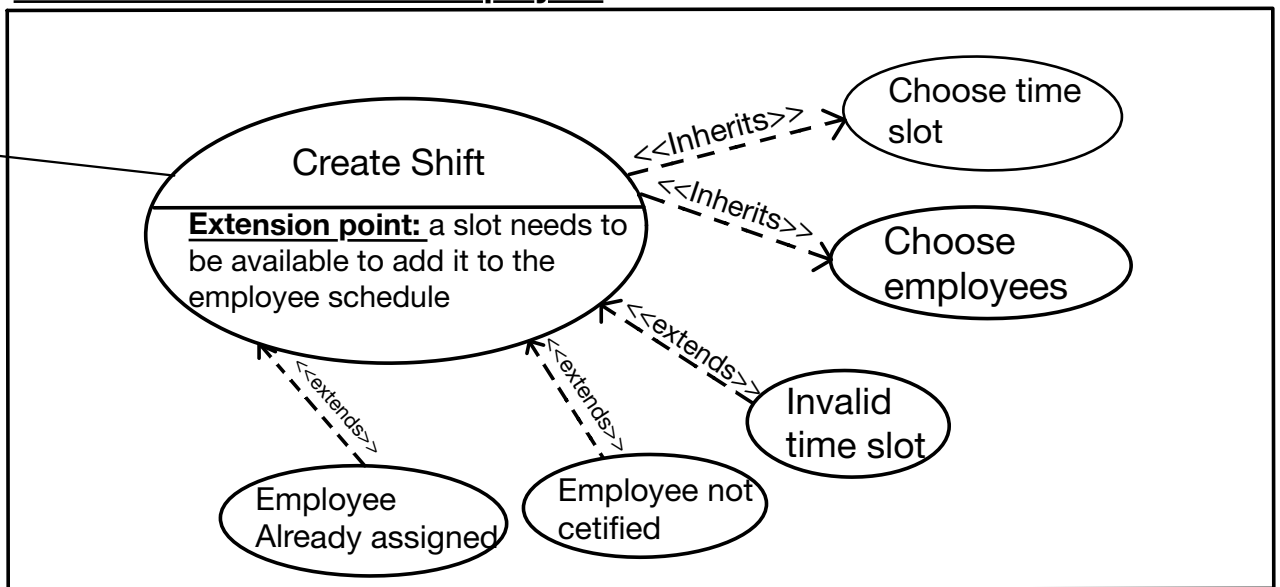 Create Shift
Extension point: a slot needs to
be available to add it to the
employee schedule
<<Inherits>>
Choose time
slot
<<Inherits>>
Choose
employees
<<extends>>
Invalid
time slot
<<extends>>
Employee not
cetified
<<extends>>
Employee
Already assigned